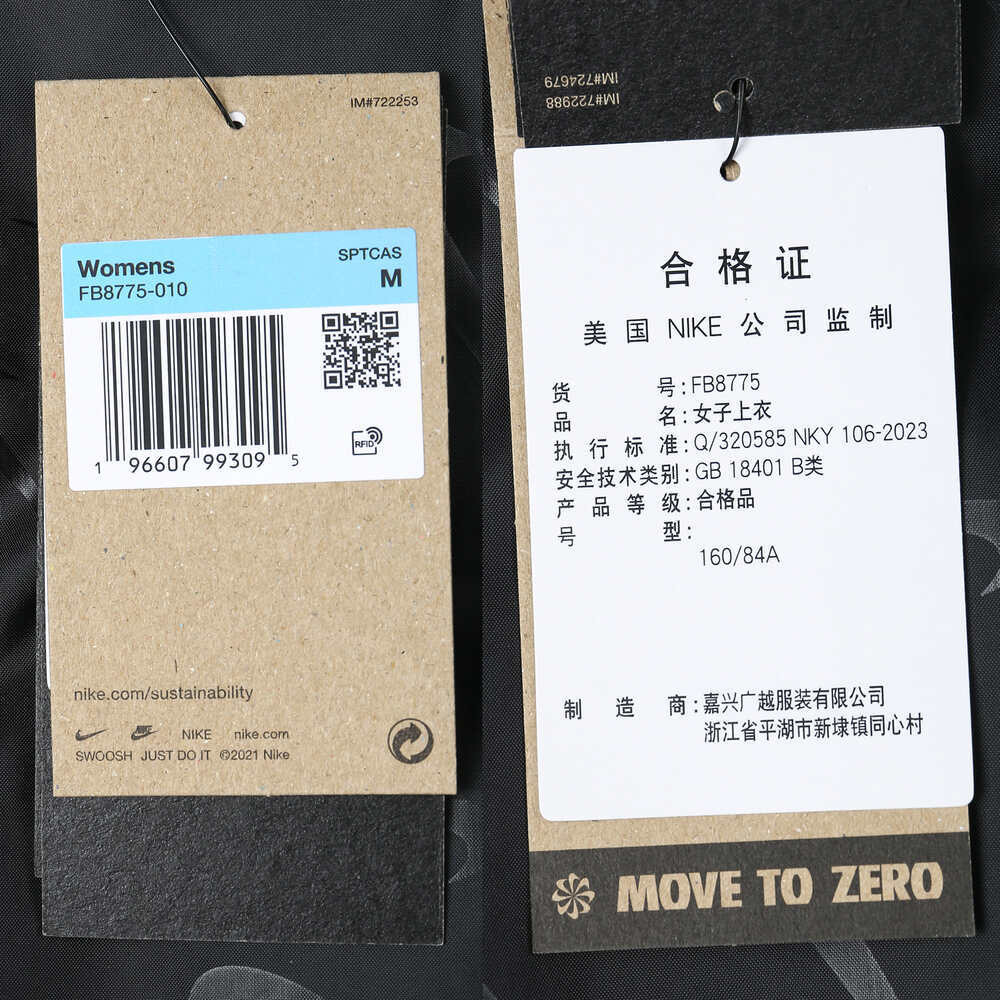 IM#722253
Womens
SPTCAS
FB8775-010
M
RFID
1 96607 99309 5
nike.com/sustainability
NIKE nike.com
SWOOSH JUST DO IT ©2021 Nike
IM#724679
IM#722988
合格证
美国 NIKE 公司监制
货号:FB8775
品名:女子上衣
执行标准:Q/320585 NKY 106-2023
安全技术类别:GB 18401 B类
产品等级:合格品
号型:
160/84A
制造商:嘉兴广越服装有限公司
浙江省平湖市新埭镇同心村
MOVE TO ZERO